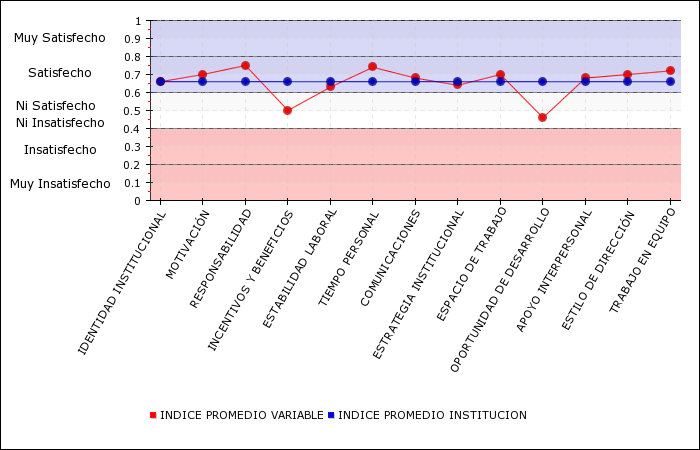 1
Muy Satisfecho
0.9
0.8
Satisfecho
0.7
0.6
Ni Satisfecho
0.5
Ni Insatisfecho
0.4
Insatisfecho
0.3
0.2
Muy Insatisfecho
0.1
0
IDENTIDAD INSTITUCIONAL
MOTIVACIÓN
RESPONSABILIDAD
INCENTIVOS Y BENEFICIOS
ESTABILIDAD LABORAL
TIEMPO PERSONAL
COMUNICACIONES
ESTRATEGIA INSTITUCIONAL
ESPACIO DE TRABAJO
OPORTUNIDAD DE DESARROLLO
APOYO INTERPERSONAL
ESTILO DE DIRECCIÓN
TRABAJO EN EQUIPO
INDICE PROMEDIO VARIABLE INDICE PROMEDIO INSTITUCION